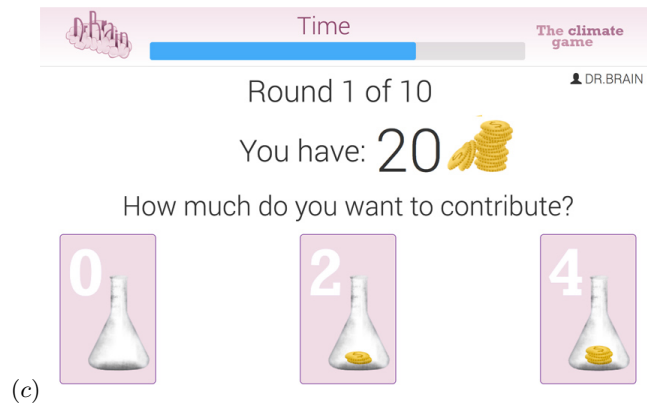 Dr.Brain
Time
The climate
game
DR.BRAIN
Round 1 of 10
You have: 20
How much do you want to contribute?
0
2
4
(c)